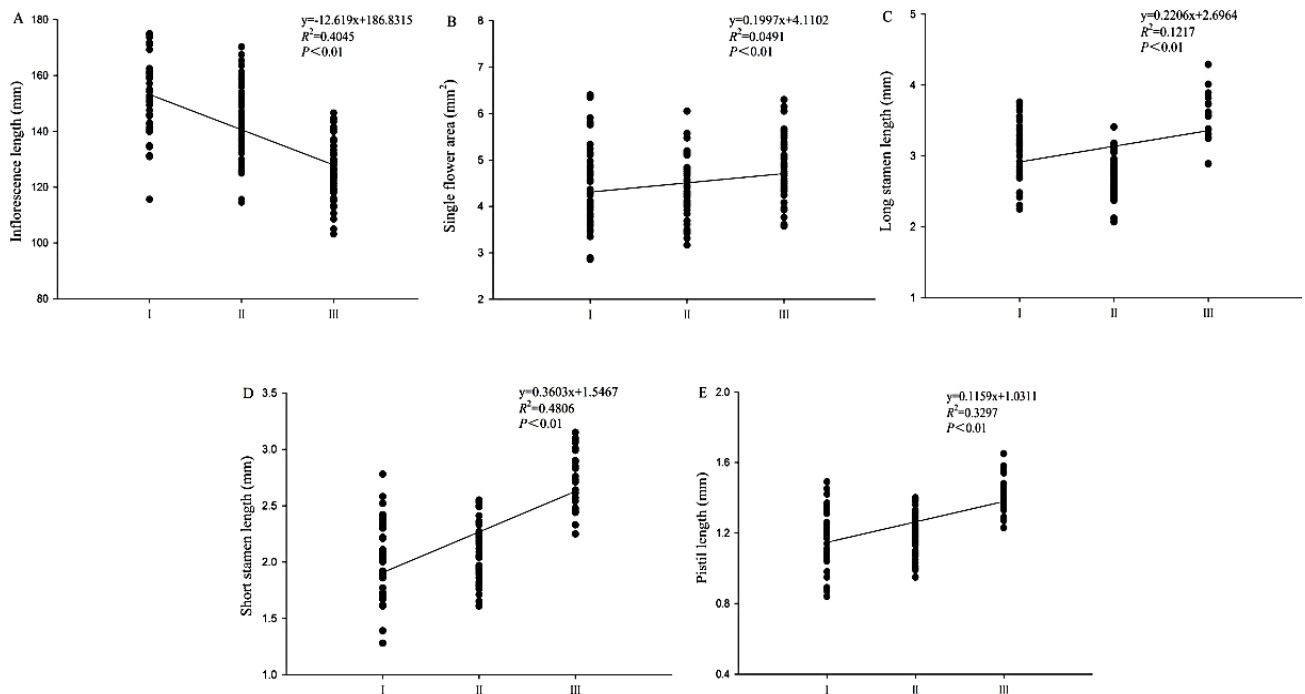 A
y=-12.619x+186.8315
R²=0.4045
P<0.01
Inflorescence length (mm)
180
160
140
120
100
80
I II III
B
y=0.1997x+4.1102
R²=0.0491
P<0.01
Single flower area (mm²)
8
7
6
5
4
3
2
I II III
C
y=0.2206x+2.6964
R²=0.1217
P<0.01
Long stamen length (mm)
5
4
3
2
1
I II III
D
y=0.3603x+1.5467
R²=0.4806
P<0.01
Short stamen length (mm)
3.5
3.0
2.5
2.0
1.5
1.0
I II III
E
y=0.1159x+1.0311
R²=0.3297
P<0.01
Pistil length (mm)
2.0
1.6
1.2
0.8
0.4
I II III